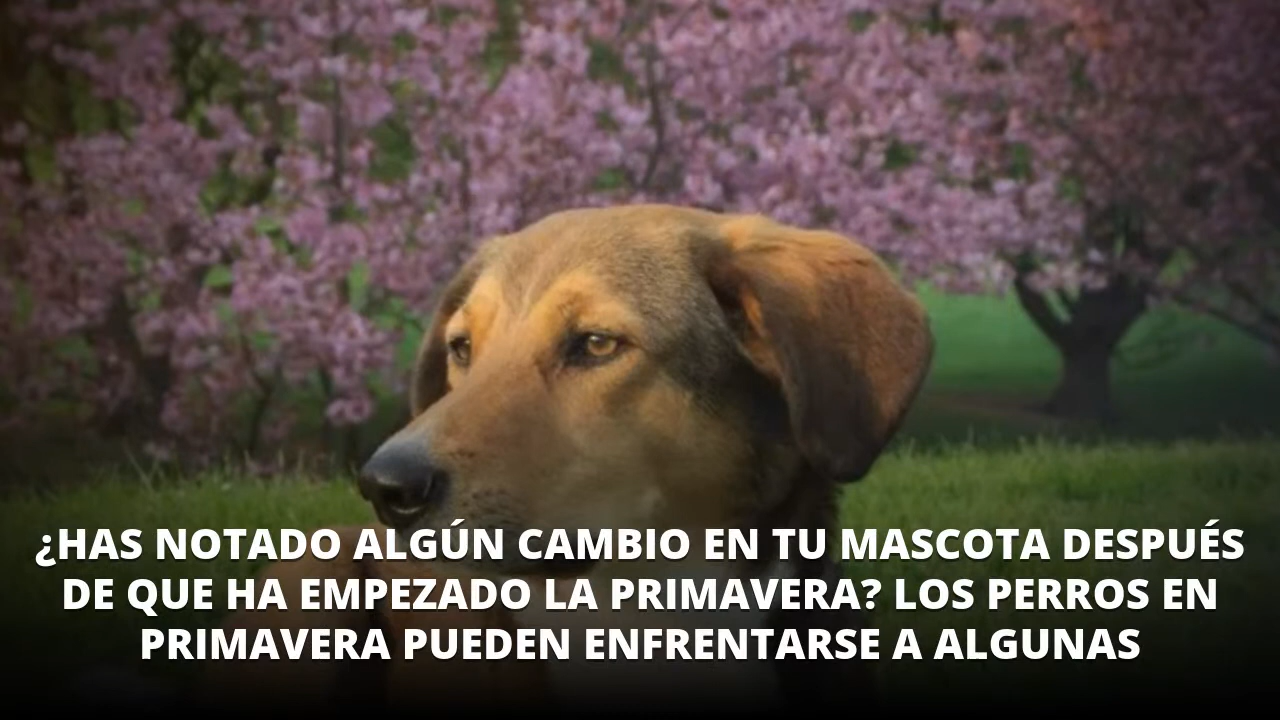 ¿HAS NOTADO ALGÚN CAMBIO EN TU MASCOTA DESPUÉS
DE QUE HA EMPEZADO LA PRIMAVERA? LOS PERROS EN
PRIMAVERA PUEDEN ENFRENTARSE A ALGUNAS